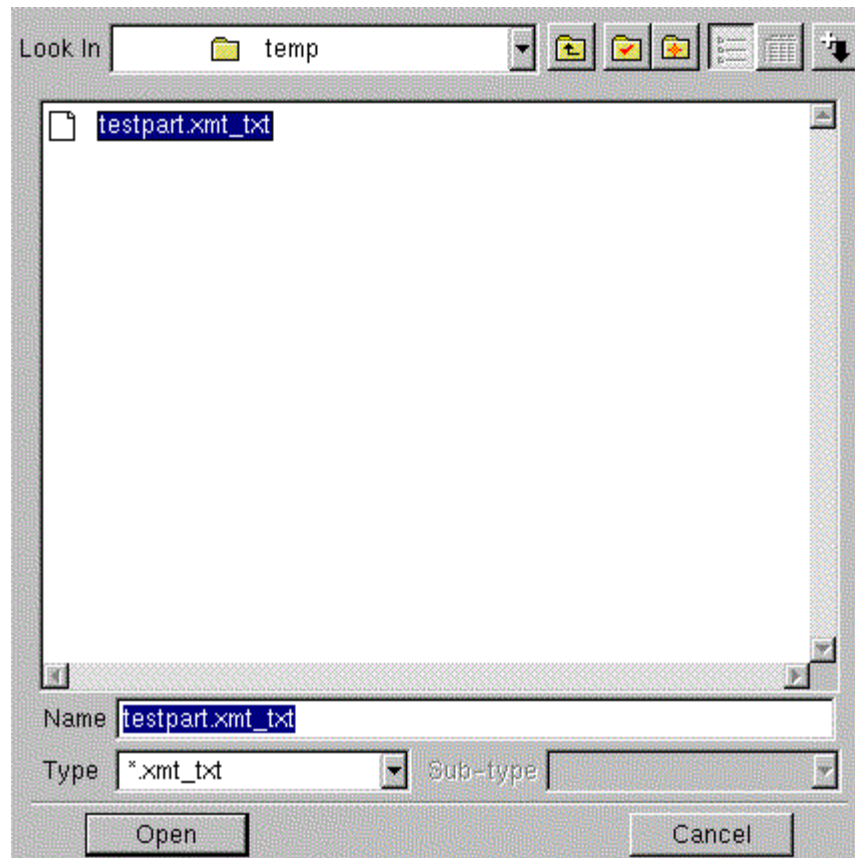 Look In temp
testpart.xmt_txt
Name testpart.xmt_txt
Type *.xmt_txt Sub-type
Open Cancel